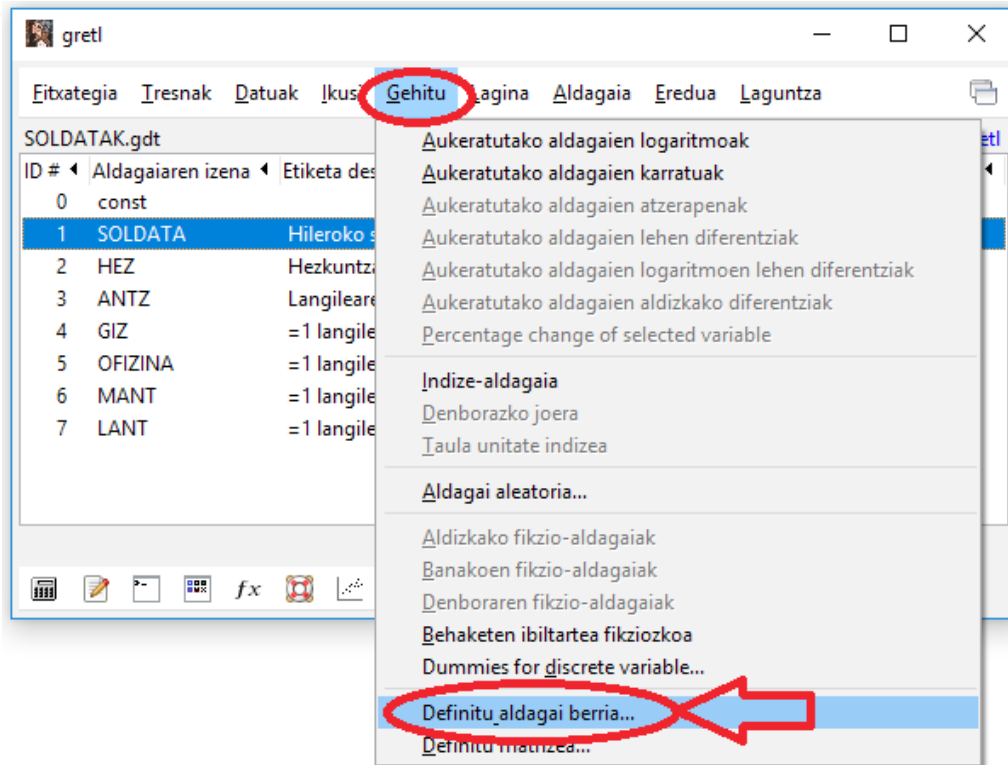 gretl
Fitxategia Tresnak Datuak Ikusi Gehitu Lagina Aldagaia Eredua Laguntza
SOLDATAK.gdt etl
ID # Aldagaiaren izena Etiketa des
0 const
1 SOLDATA Hileroko s
2 HEZ Hezkuntza
3 ANTZ Langileare
4 GIZ =1 langile
5 OFIZINA =1 langile
6 MANT =1 langile
7 LANT =1 langile
fx
Aukeratutako aldagaien logaritmoak
Aukeratutako aldagaien karratuak
Aukeratutako aldagaien atzerapenak
Aukeratutako aldagaien lehen diferentziak
Aukeratutako aldagaien logaritmoen lehen diferentziak
Aukeratutako aldagaien aldizkako diferentziak
Percentage change of selected variable
Indize-aldagaia
Denborazko joera
Taula unitate indizea
Aldagai aleatoria...
Aldizkako fikzio-aldagaiak
Banakoen fikzio-aldagaiak
Denboraren fikzio-aldagaiak
Behaketen ibiltartea fikziozkoa
Dummies for discrete variable...
Definitu aldagai berria...
Definitu matrizea...